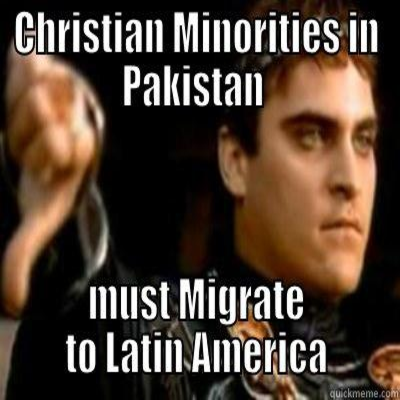 Christian Minorities in
Pakistan
must Migrate
to Latin America
quickmeme.com